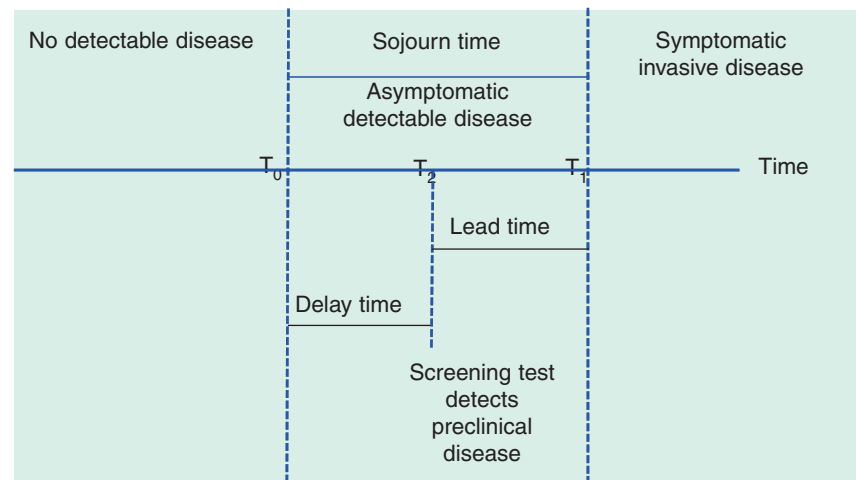 No detectable disease
Sojourn time
Symptomatic
invasive disease
Asymptomatic
detectable disease
T0
T2
T1
Time
Lead time
Delay time
Screening test
detects
preclinical
disease